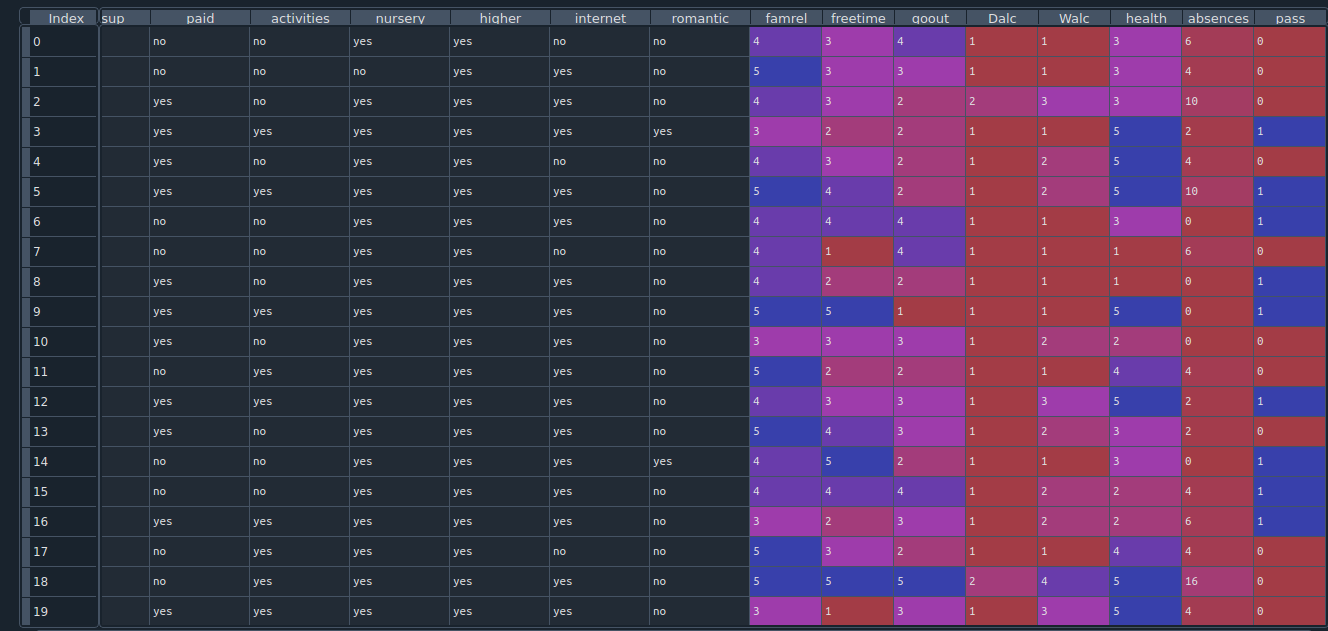 Index sup paid activities nursery higher internet romantic famrel freetime goout Dalc Walc health absences pass
0 no no yes yes no no 4 3 4 1 1 3 6 0
1 no no no yes yes no 5 3 3 1 1 3 4 0
2 yes no yes yes yes no 4 3 2 2 3 3 10 0
3 yes yes yes yes yes yes 3 2 2 1 1 5 2 1
4 yes no yes yes no no 4 3 2 1 2 5 4 0
5 yes yes yes yes yes no 5 4 2 1 2 5 10 1
6 no no yes yes yes no 4 4 4 1 1 3 0 1
7 no no yes yes no no 4 1 4 1 1 1 6 0
8 yes no yes yes yes no 4 2 2 1 1 1 0 1
9 yes yes yes yes yes no 5 5 1 1 1 5 0 1
10 yes no yes yes yes no 3 3 3 1 2 2 0 0
11 no yes yes yes yes no 5 2 2 1 1 4 4 0
12 yes yes yes yes yes no 4 3 3 1 3 5 2 1
13 yes no yes yes yes no 5 4 3 1 2 3 2 0
14 no no yes yes yes yes 4 5 2 1 1 3 0 1
15 no no yes yes yes no 4 4 4 1 2 2 4 1
16 yes yes yes yes yes no 3 2 3 1 2 2 6 1
17 no yes yes yes no no 5 3 2 1 1 4 4 0
18 no yes yes yes yes no 5 5 5 2 4 5 16 0
19 yes yes yes yes yes no 3 1 3 1 3 5 4 0